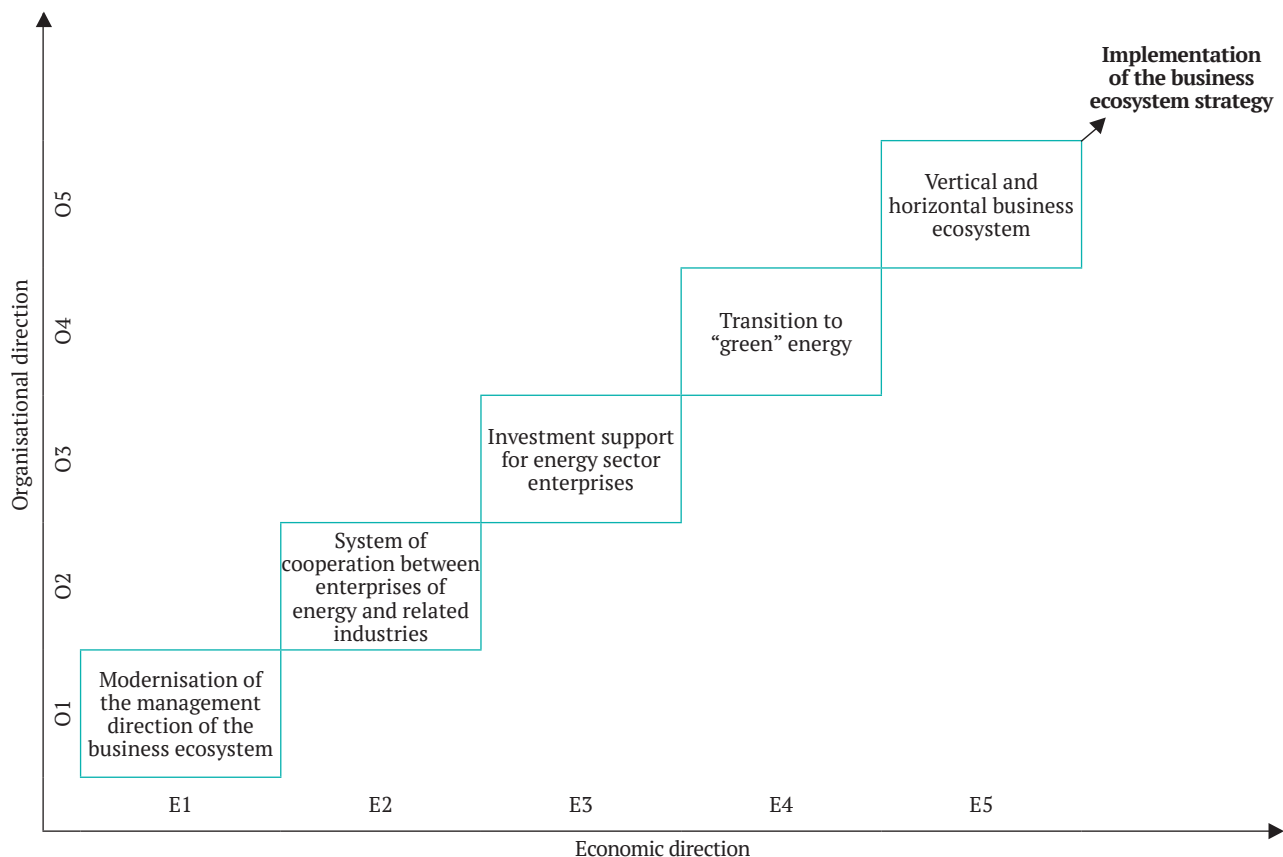 Implementation
of the business
ecosystem strategy
Organisational direction
O5
Vertical and
horizontal business
ecosystem
O4
Transition to
“green” energy
O3
Investment support
for energy sector
enterprises
O2
System of
cooperation between
enterprises of
energy and related
industries
O1
Modernisation of
the management
direction of the
business ecosystem
E1
E2
E3
E4
E5
Economic direction